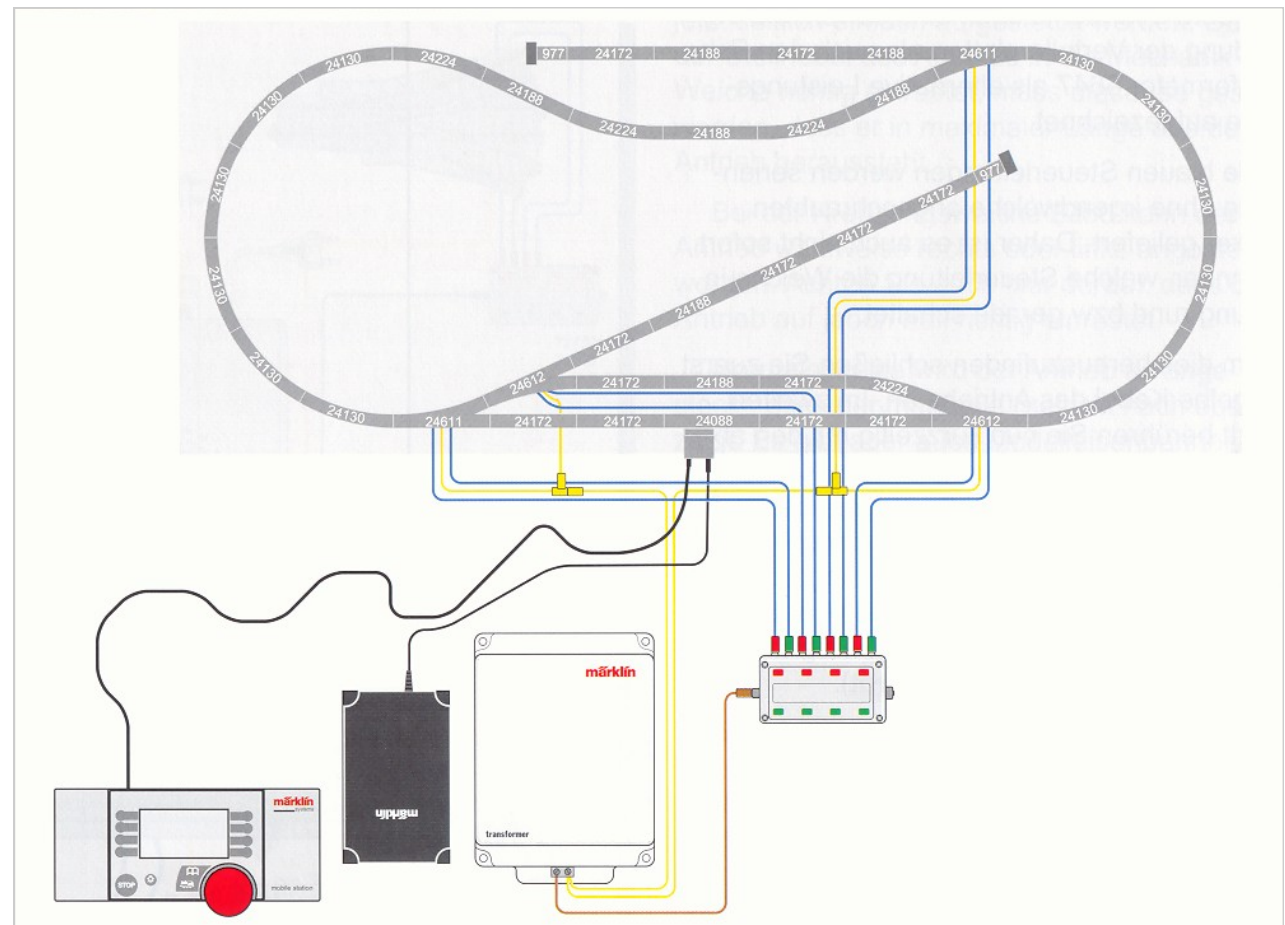 24130 24224 977 24172 24188 24172 24188 24611 24130
24130 24188 24188 24130
24224 24188 24224
24130 24172 977 24130
24172
24172
24130 24130
24188
24172
24130 24612 24172 24188 24172 24224 24130
24130 24611 24172 24172 24088 24172 24172 24612 24130
märklin
märklin
systems
märklin
transformer
STOP
mobile station